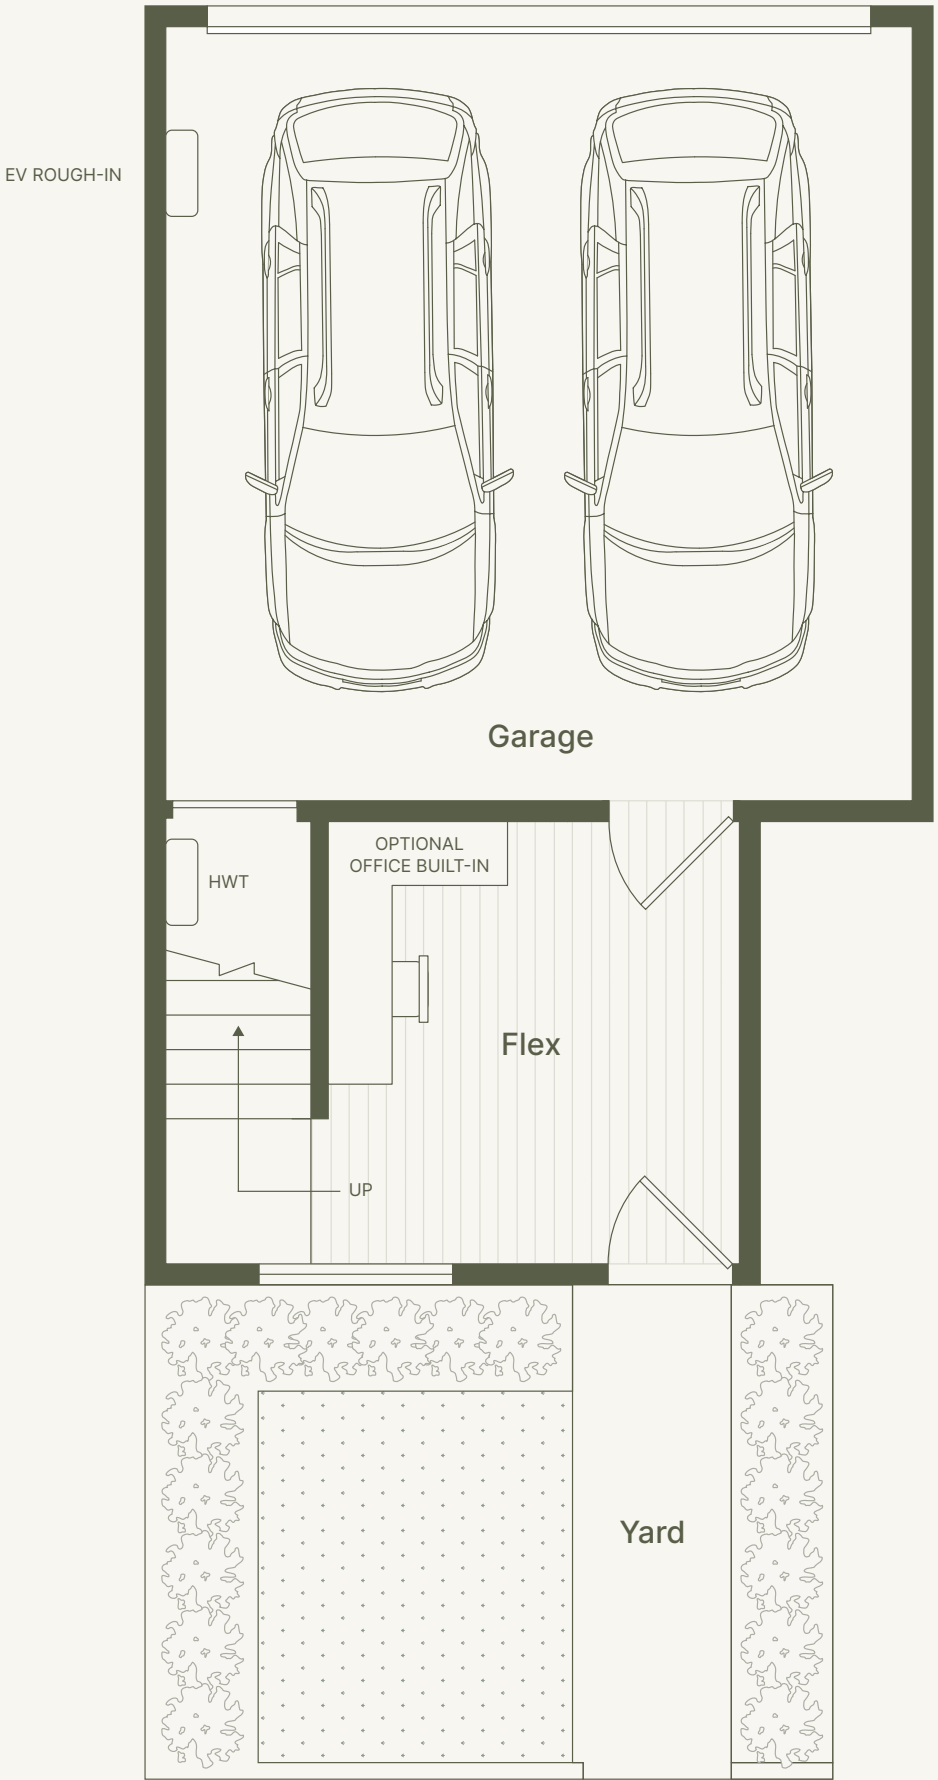 EV ROUGH-IN
Garage
OPTIONAL
OFFICE BUILT-IN
HWT
Flex
UP
Yard